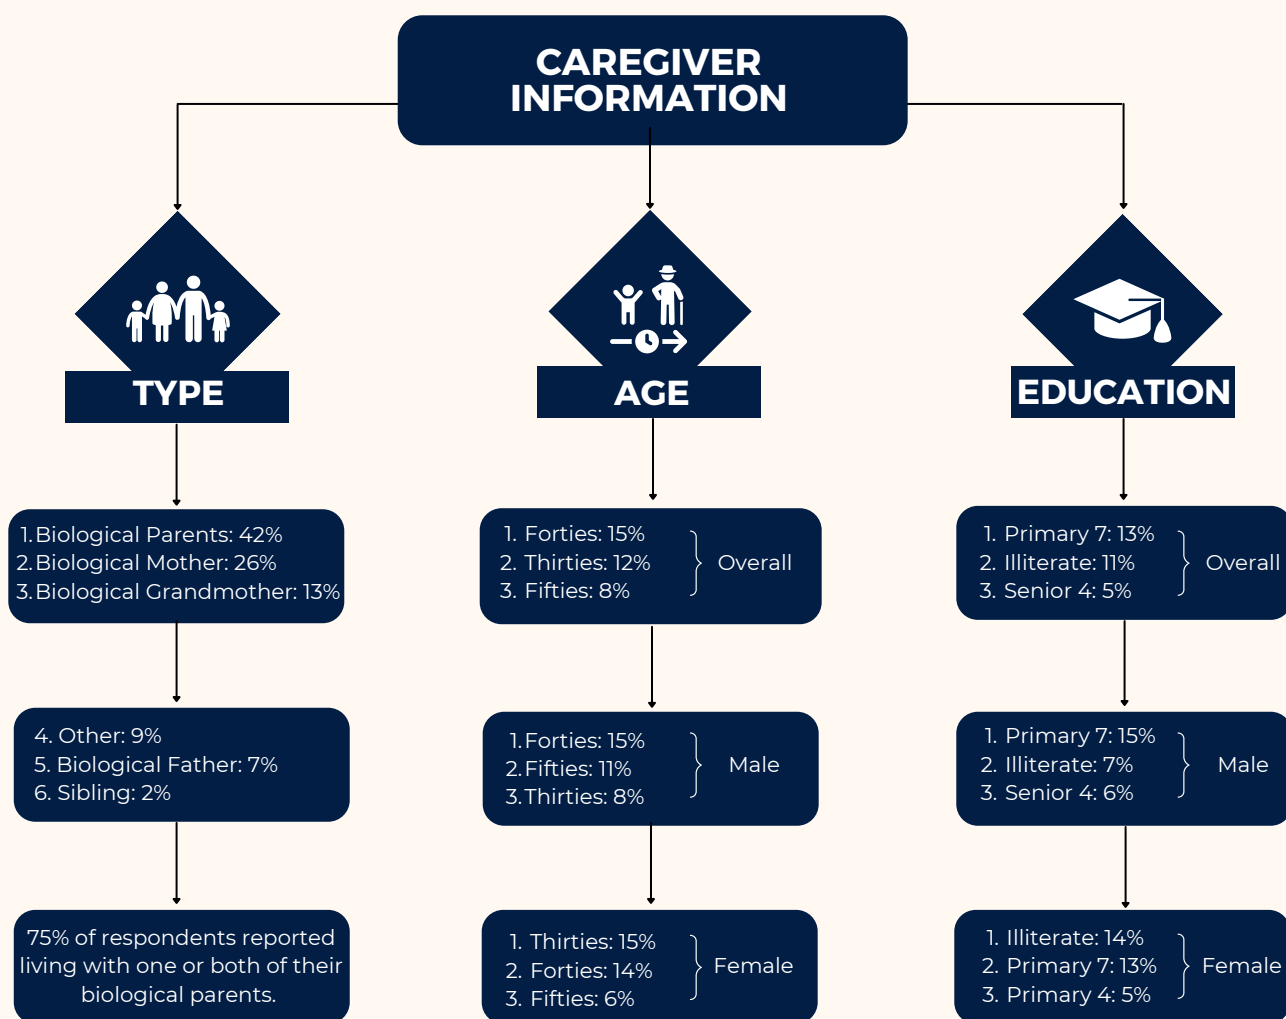 CAREGIVER
INFORMATION
TYPE
1. Biological Parents: 42%
2. Biological Mother: 26%
3. Biological Grandmother: 13%
4. Other: 9%
5. Biological Father: 7%
6. Sibling: 2%
75% of respondents reported
living with one or both of their
biological parents.
AGE
1. Forties: 15%
2. Thirties: 12%
3. Fifties: 8%
Overall
1. Forties: 15%
2. Fifties: 11%
3. Thirties: 8%
Male
1. Thirties: 15%
2. Forties: 14%
3. Fifties: 6%
Female
EDUCATION
1. Primary 7: 13%
2. Illiterate: 11%
3. Senior 4: 5%
Overall
1. Primary 7: 15%
2. Illiterate: 7%
3. Senior 4: 6%
Male
1. Illiterate: 14%
2. Primary 7: 13%
3. Primary 4: 5%
Female